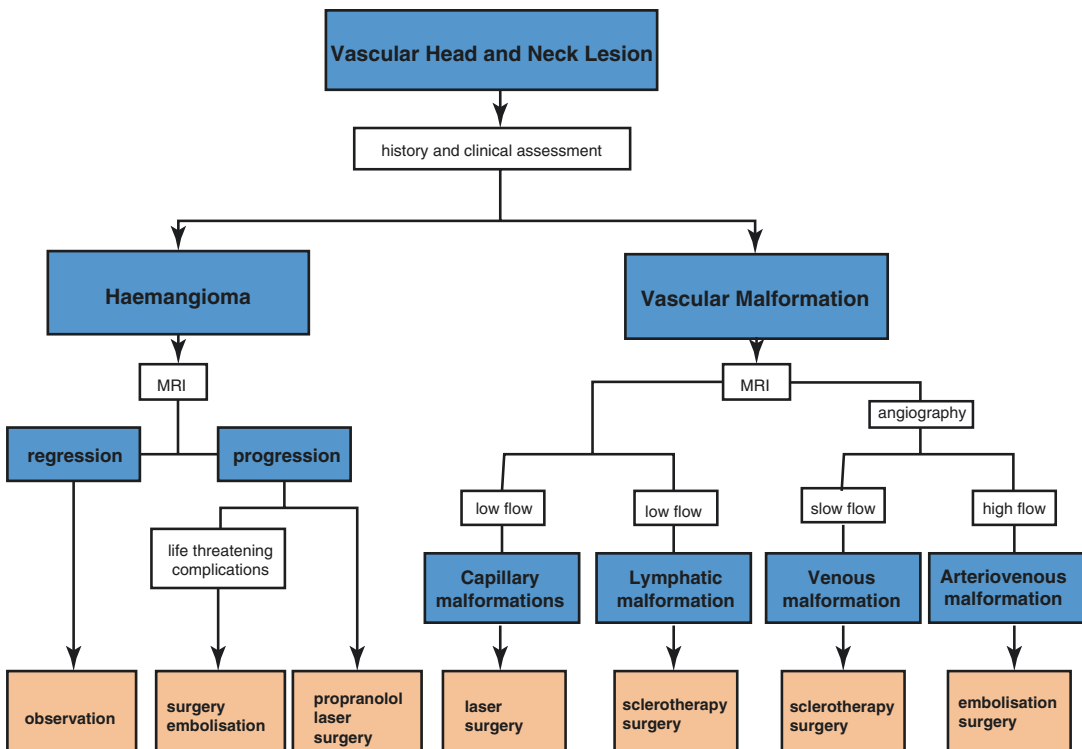 Vascular Head and Neck Lesion
history and clinical assessment
Haemangioma
Vascular Malformation
MRI
MRI
angiography
regression
progression
low flow
low flow
slow flow
high flow
life threatening
complications
Capillary
malformations
Lymphatic
malformation
Venous
malformation
Arteriovenous
malformation
observation
surgery
embolisation
propranolol
laser
surgery
laser
surgery
sclerotherapy
surgery
sclerotherapy
surgery
embolisation
surgery